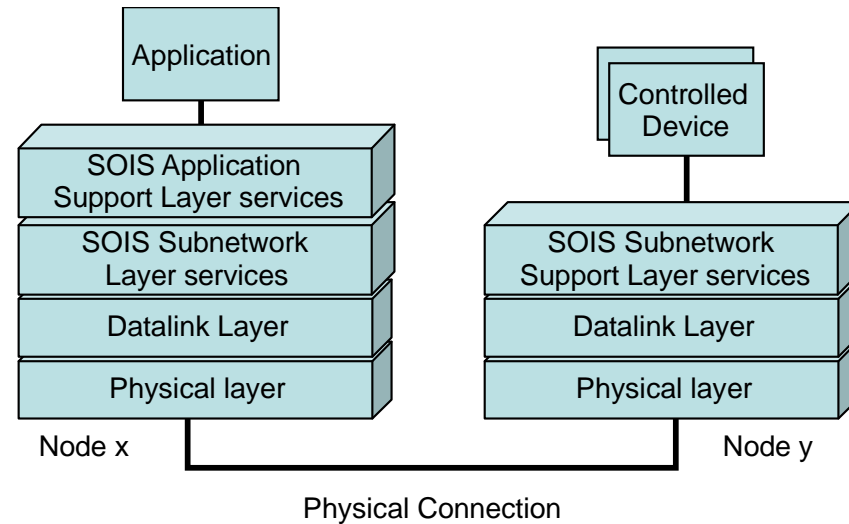 Application
SOIS Application
Support Layer services
SOIS Subnetwork
Layer services
Datalink Layer
Physical layer
Node x
Controlled
Device
SOIS Subnetwork
Support Layer services
Datalink Layer
Physical layer
Node y
Physical Connection